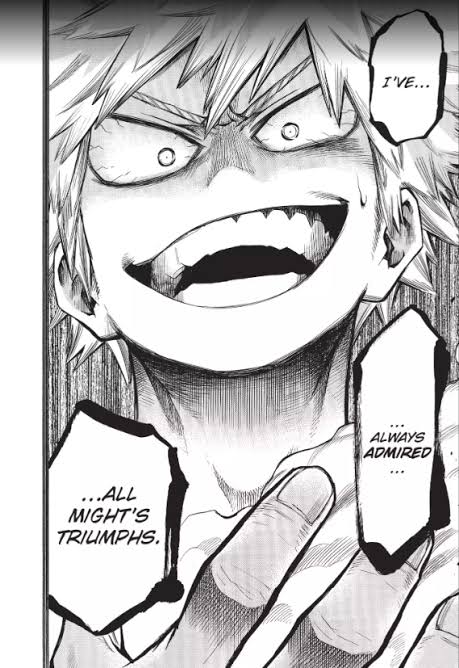 I'VE...
...
ALWAYS
ADMIRED
...
...ALL
MIGHT'S
TRIUMPHS.